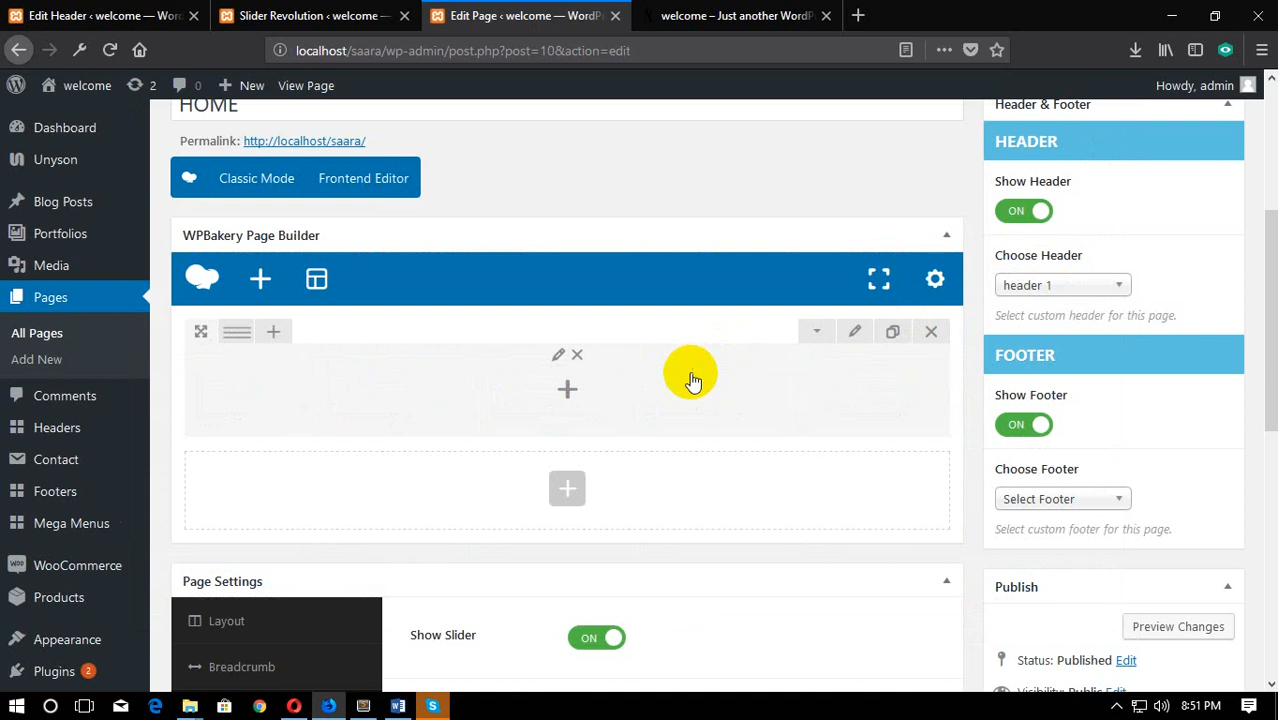 Edit Header ‹ welcome — Word
Slider Revolution ‹ welcome —
Edit Page ‹ welcome — WordPr
welcome – Just another WordP
localhost/saara/wp-admin/post.php?post=10&action=edit
welcome
2
0
New
View Page
Howdy, admin
Dashboard
Unyson
Blog Posts
Portfolios
Media
Pages
All Pages
Add New
Comments
Headers
Contact
Footers
Mega Menus
WooCommerce
Products
Appearance
Plugins 2
HOME
Permalink: http://localhost/saara/
Classic Mode
Frontend Editor
WPBakery Page Builder
Page Settings
Layout
Breadcrumb
Show Slider
ON
Header & Footer
HEADER
Show Header
ON
Choose Header
header 1
Select custom header for this page.
FOOTER
Show Footer
ON
Choose Footer
Select Footer
Select custom footer for this page.
Publish
Preview Changes
Status: Published Edit
Visibility: Public Edit
8:51 PM